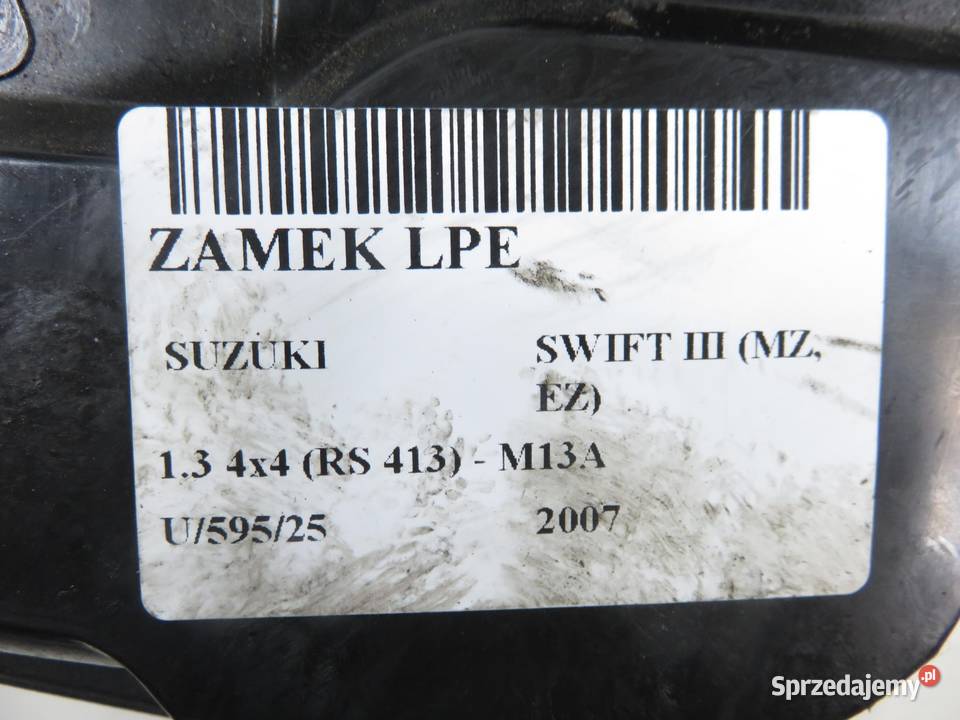 ZAMEK LPE
SUZUKI SWIFT III (MZ,
EZ)
1.3 4x4 (RS 413) - M13A
U/595/25 2007
Sprzedajemy.pl